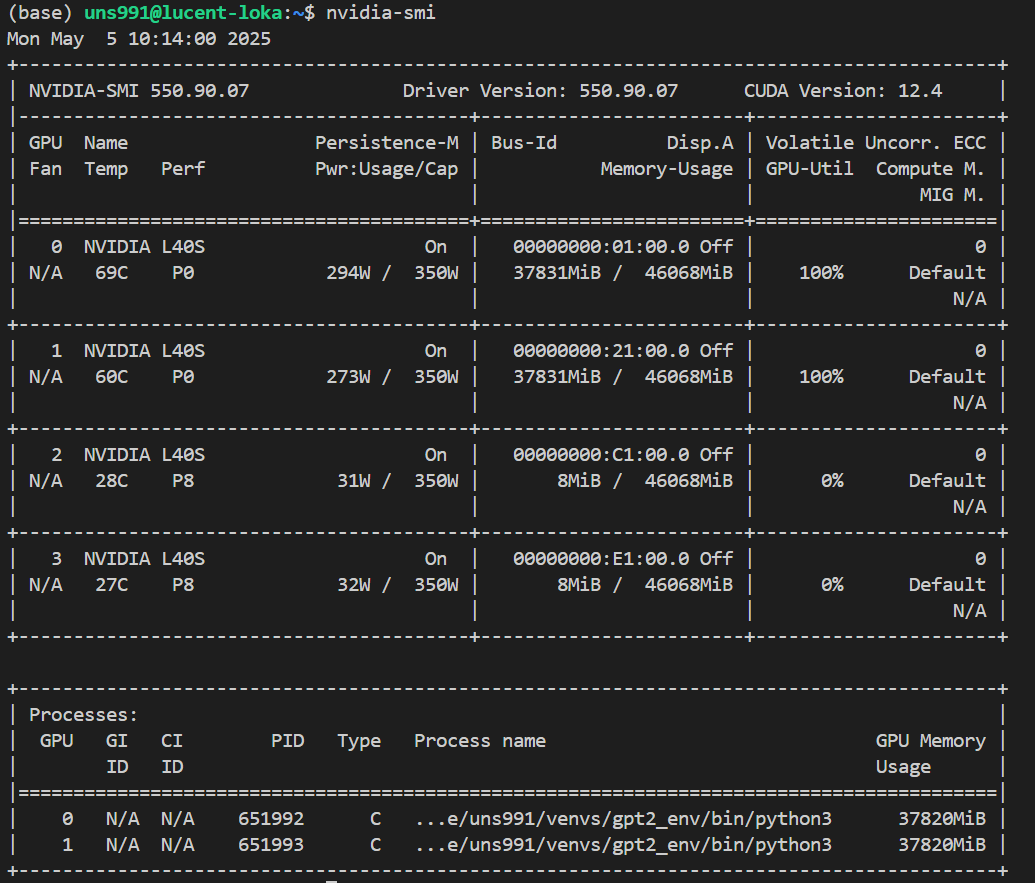 (base) uns991@lucent-loka:~$ nvidia-smi
Mon May  5 10:14:00 2025
+-----------------------------------------------------------------------------------------+
| NVIDIA-SMI 550.90.07              Driver Version: 550.90.07      CUDA Version: 12.4     |
|-----------------------------------------+------------------------+----------------------+
| GPU  Name                 Persistence-M | Bus-Id          Disp.A | Volatile Uncorr. ECC |
| Fan  Temp   Perf          Pwr:Usage/Cap |           Memory-Usage | GPU-Util  Compute M. |
|                                         |                        |               MIG M. |
|=========================================+========================+======================|
|   0  NVIDIA L40S                    On  |   00000000:01:00.0 Off |                    0 |
| N/A   69C    P0            294W /  350W |   37831MiB /  46068MiB |    100%      Default |
|                                         |                        |                  N/A |
+-----------------------------------------+------------------------+----------------------+
|   1  NVIDIA L40S                    On  |   00000000:21:00.0 Off |                    0 |
| N/A   60C    P0            273W /  350W |   37831MiB /  46068MiB |    100%      Default |
|                                         |                        |                  N/A |
+-----------------------------------------+------------------------+----------------------+
|   2  NVIDIA L40S                    On  |   00000000:C1:00.0 Off |                    0 |
| N/A   28C    P8             31W /  350W |       8MiB /  46068MiB |      0%      Default |
|                                         |                        |                  N/A |
+-----------------------------------------+------------------------+----------------------+
|   3  NVIDIA L40S                    On  |   00000000:E1:00.0 Off |                    0 |
| N/A   27C    P8             32W /  350W |       8MiB /  46068MiB |      0%      Default |
|                                         |                        |                  N/A |
+-----------------------------------------+------------------------+----------------------+

+-----------------------------------------------------------------------------------------+
| Processes:                                                                              |
|  GPU   GI   CI        PID   Type   Process name                              GPU Memory |
|        ID   ID                                                               Usage      |
|=========================================================================================|
|    0   N/A  N/A    651992      C   ...e/uns991/venvs/gpt2_env/bin/python3      37820MiB |
|    1   N/A  N/A    651993      C   ...e/uns991/venvs/gpt2_env/bin/python3      37820MiB |
+-----------------------------------------------------------------------------------------+